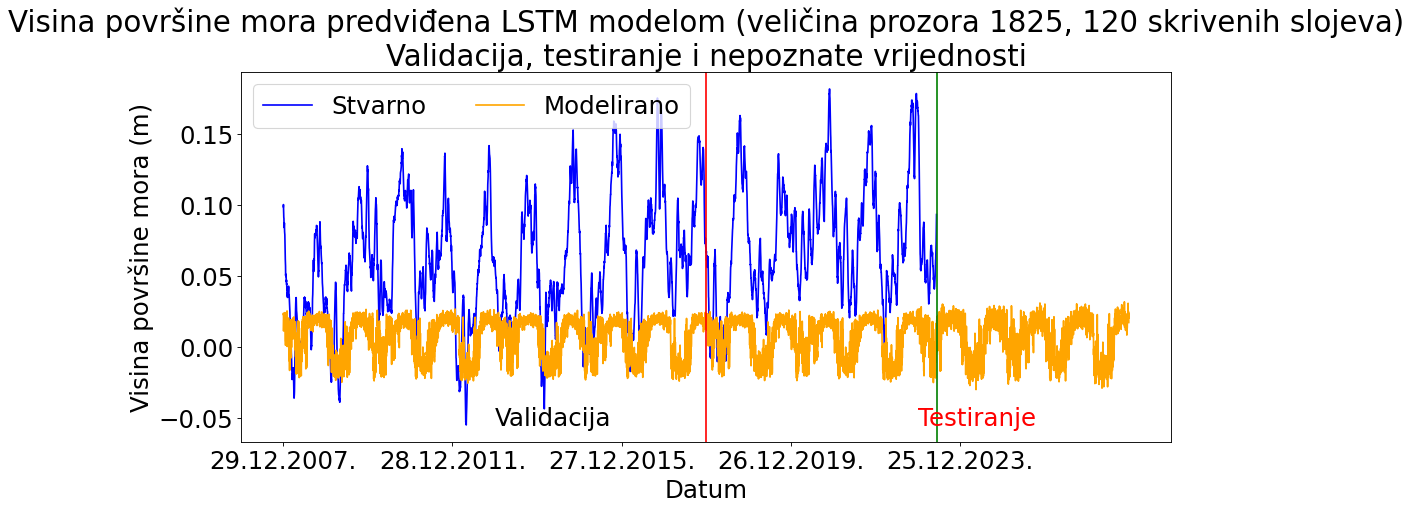 Visina površine mora predviđena LSTM modelom (veličina prozora 1825, 120 skrivenih slojeva)
Validacija, testiranje i nepoznate vrijednosti
Stvarno Modelirano
Visina površine mora (m)
0.15
0.10
0.05
0.00
−0.05
Validacija Testiranje
29.12.2007. 28.12.2011. 27.12.2015. 26.12.2019. 25.12.2023.
Datum